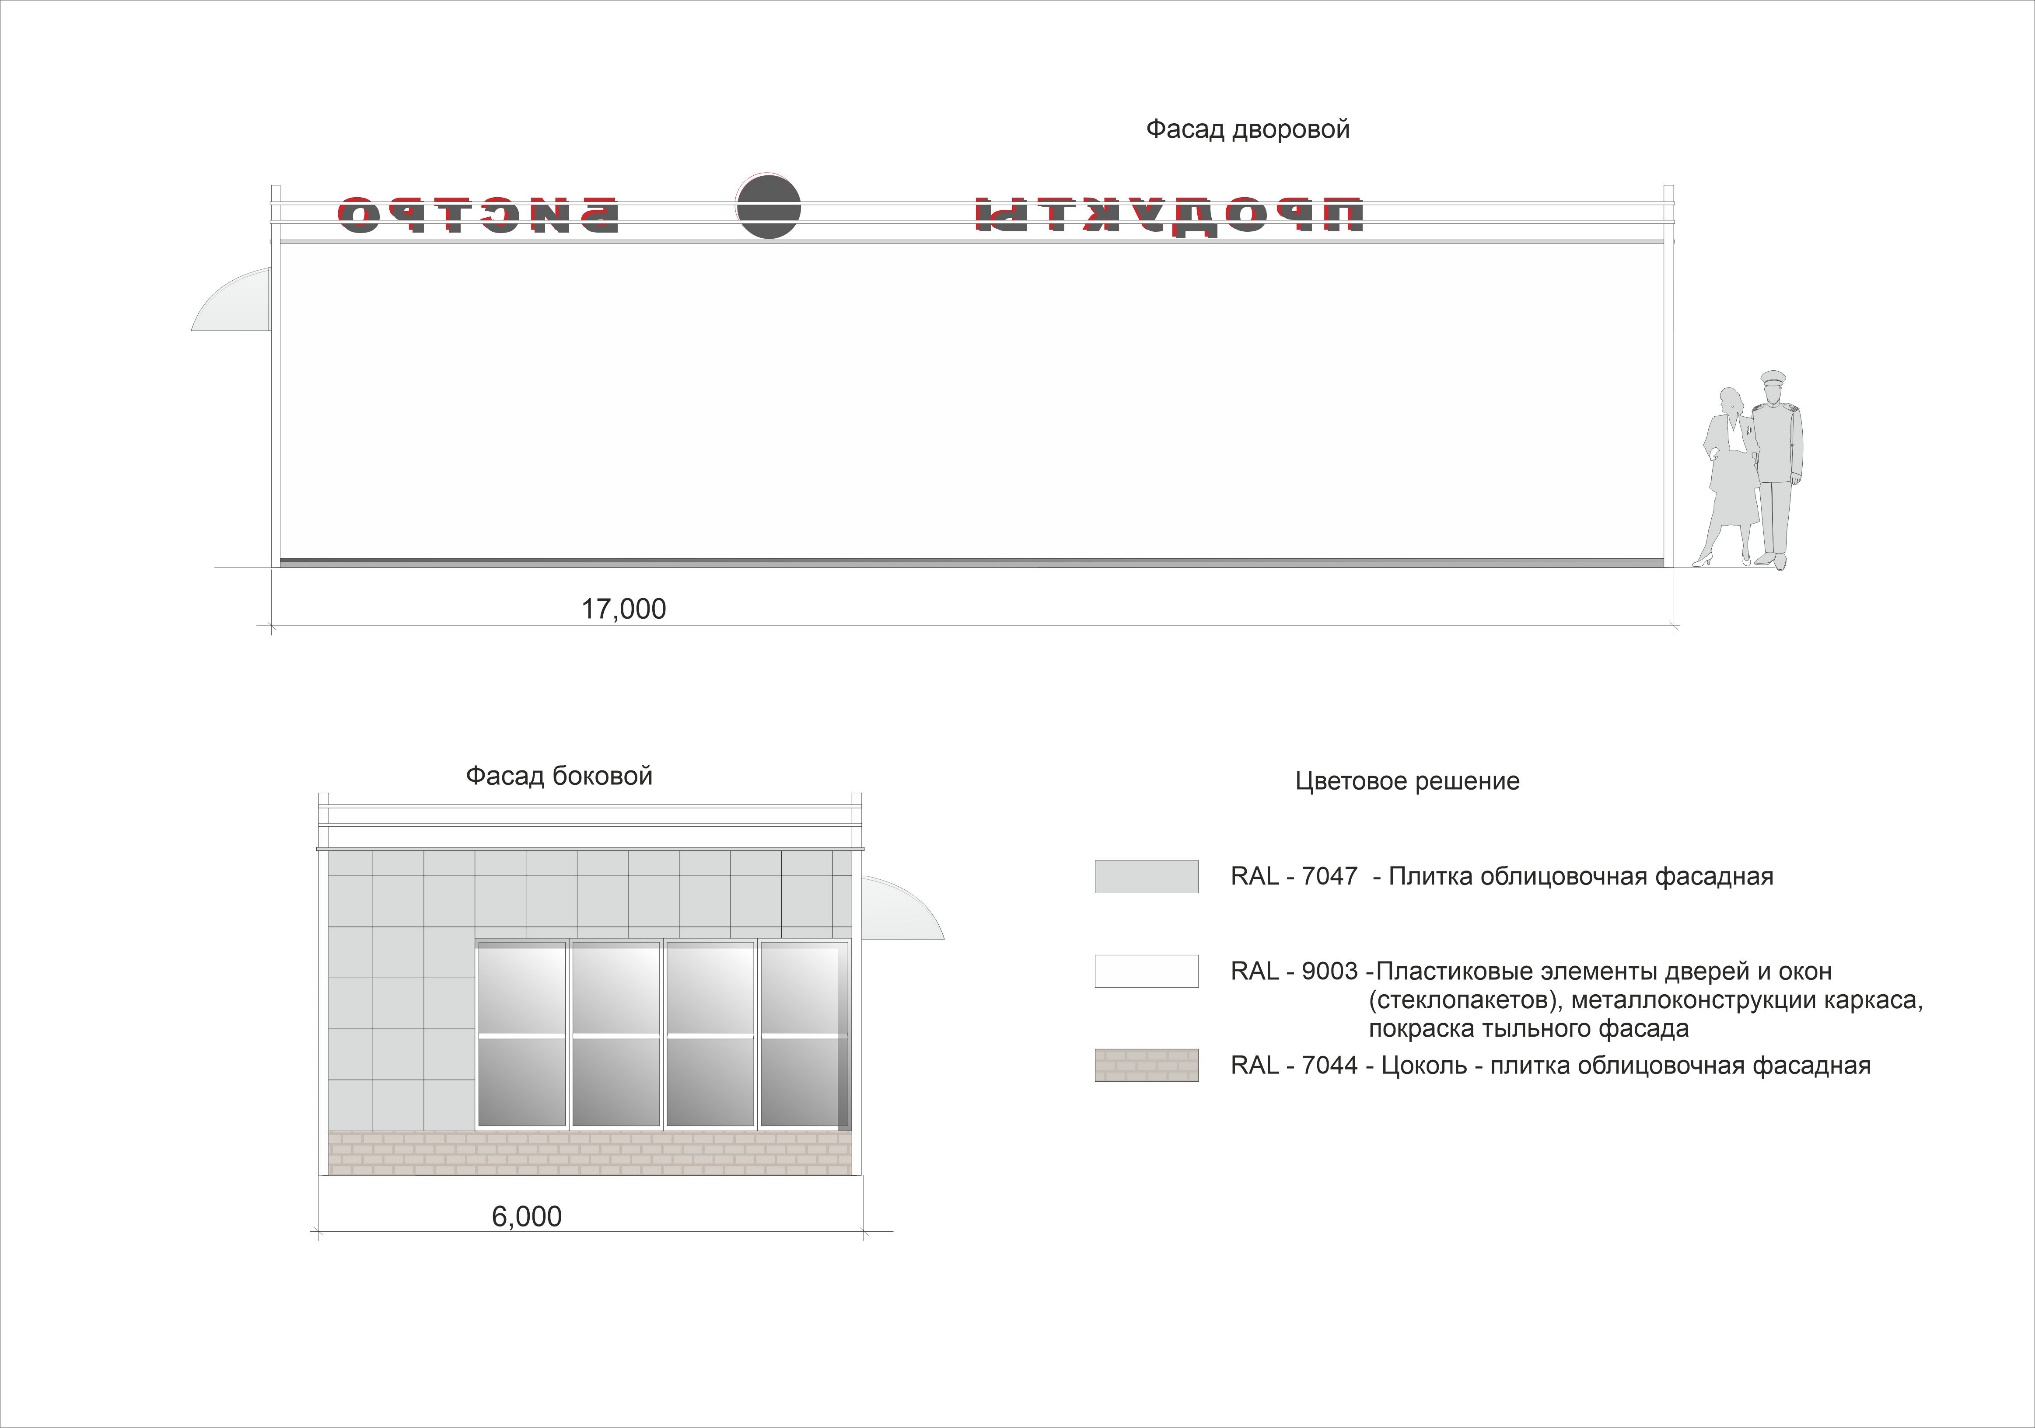 Фасад дворовой
БИСТРО
ПРОДУКТЫ
17,000
Фасад боковой
6,000
Цветовое решение
RAL - 7047 - Плитка облицовочная фасадная
RAL - 9003 -Пластиковые элементы дверей и окон
(стеклопакетов), металлоконструкции каркаса,
покраска тыльного фасада
RAL - 7044 - Цоколь - плитка облицовочная фасадная